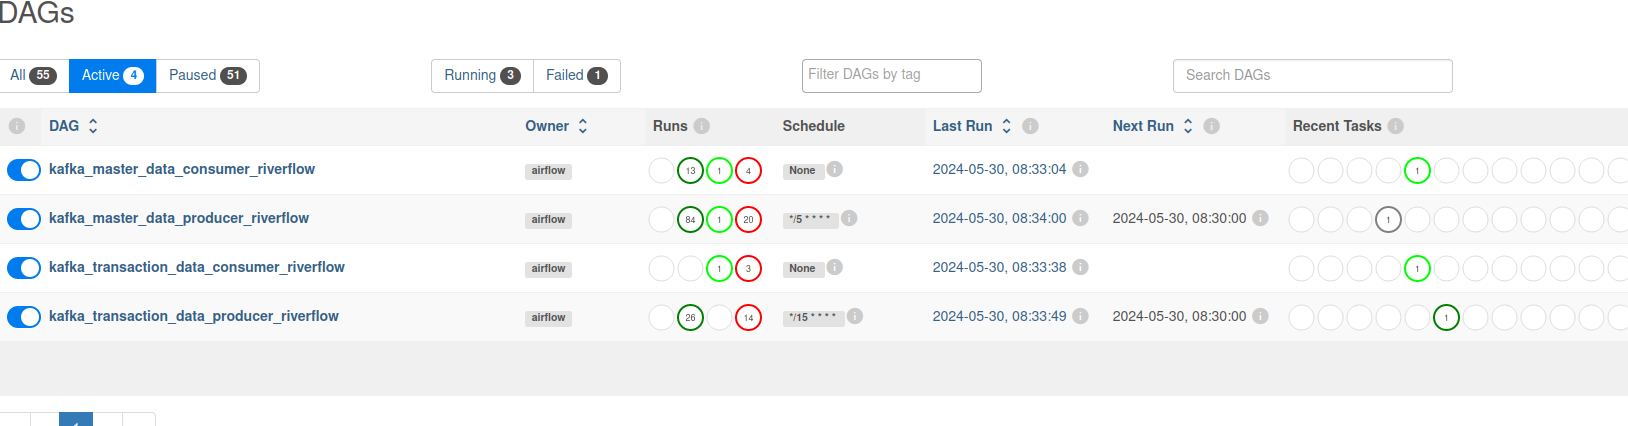 DAGs
All 55 Active 4 Paused 51 Running 3 Failed 1 Filter DAGs by tag Search DAGs
i DAG Owner Runs i Schedule Last Run i Next Run i Recent Tasks i
kafka_master_data_consumer_riverflow airflow 13 1 4 None i 2024-05-30, 08:33:04 i 1
kafka_master_data_producer_riverflow airflow 84 1 20 */5 * * * * i 2024-05-30, 08:34:00 i 2024-05-30, 08:30:00 i 1
kafka_transaction_data_consumer_riverflow airflow 1 3 None i 2024-05-30, 08:33:38 i 1
kafka_transaction_data_producer_riverflow airflow 26 14 */15 * * * * i 2024-05-30, 08:33:49 i 2024-05-30, 08:30:00 i 1